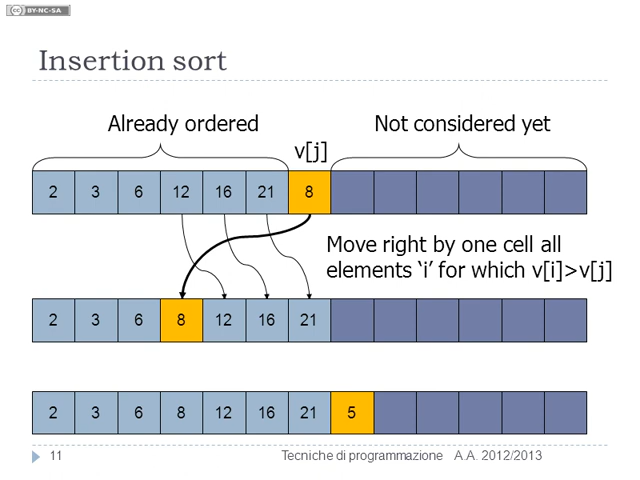 BY-NC-SA
Insertion sort
Already ordered
Not considered yet
v[j]
2 3 6 12 16 21 8
Move right by one cell all
elements ‘i’ for which v[i]>v[j]
2 3 6 8 12 16 21
2 3 6 8 12 16 21 5
11 Tecniche di programmazione A.A. 2012/2013